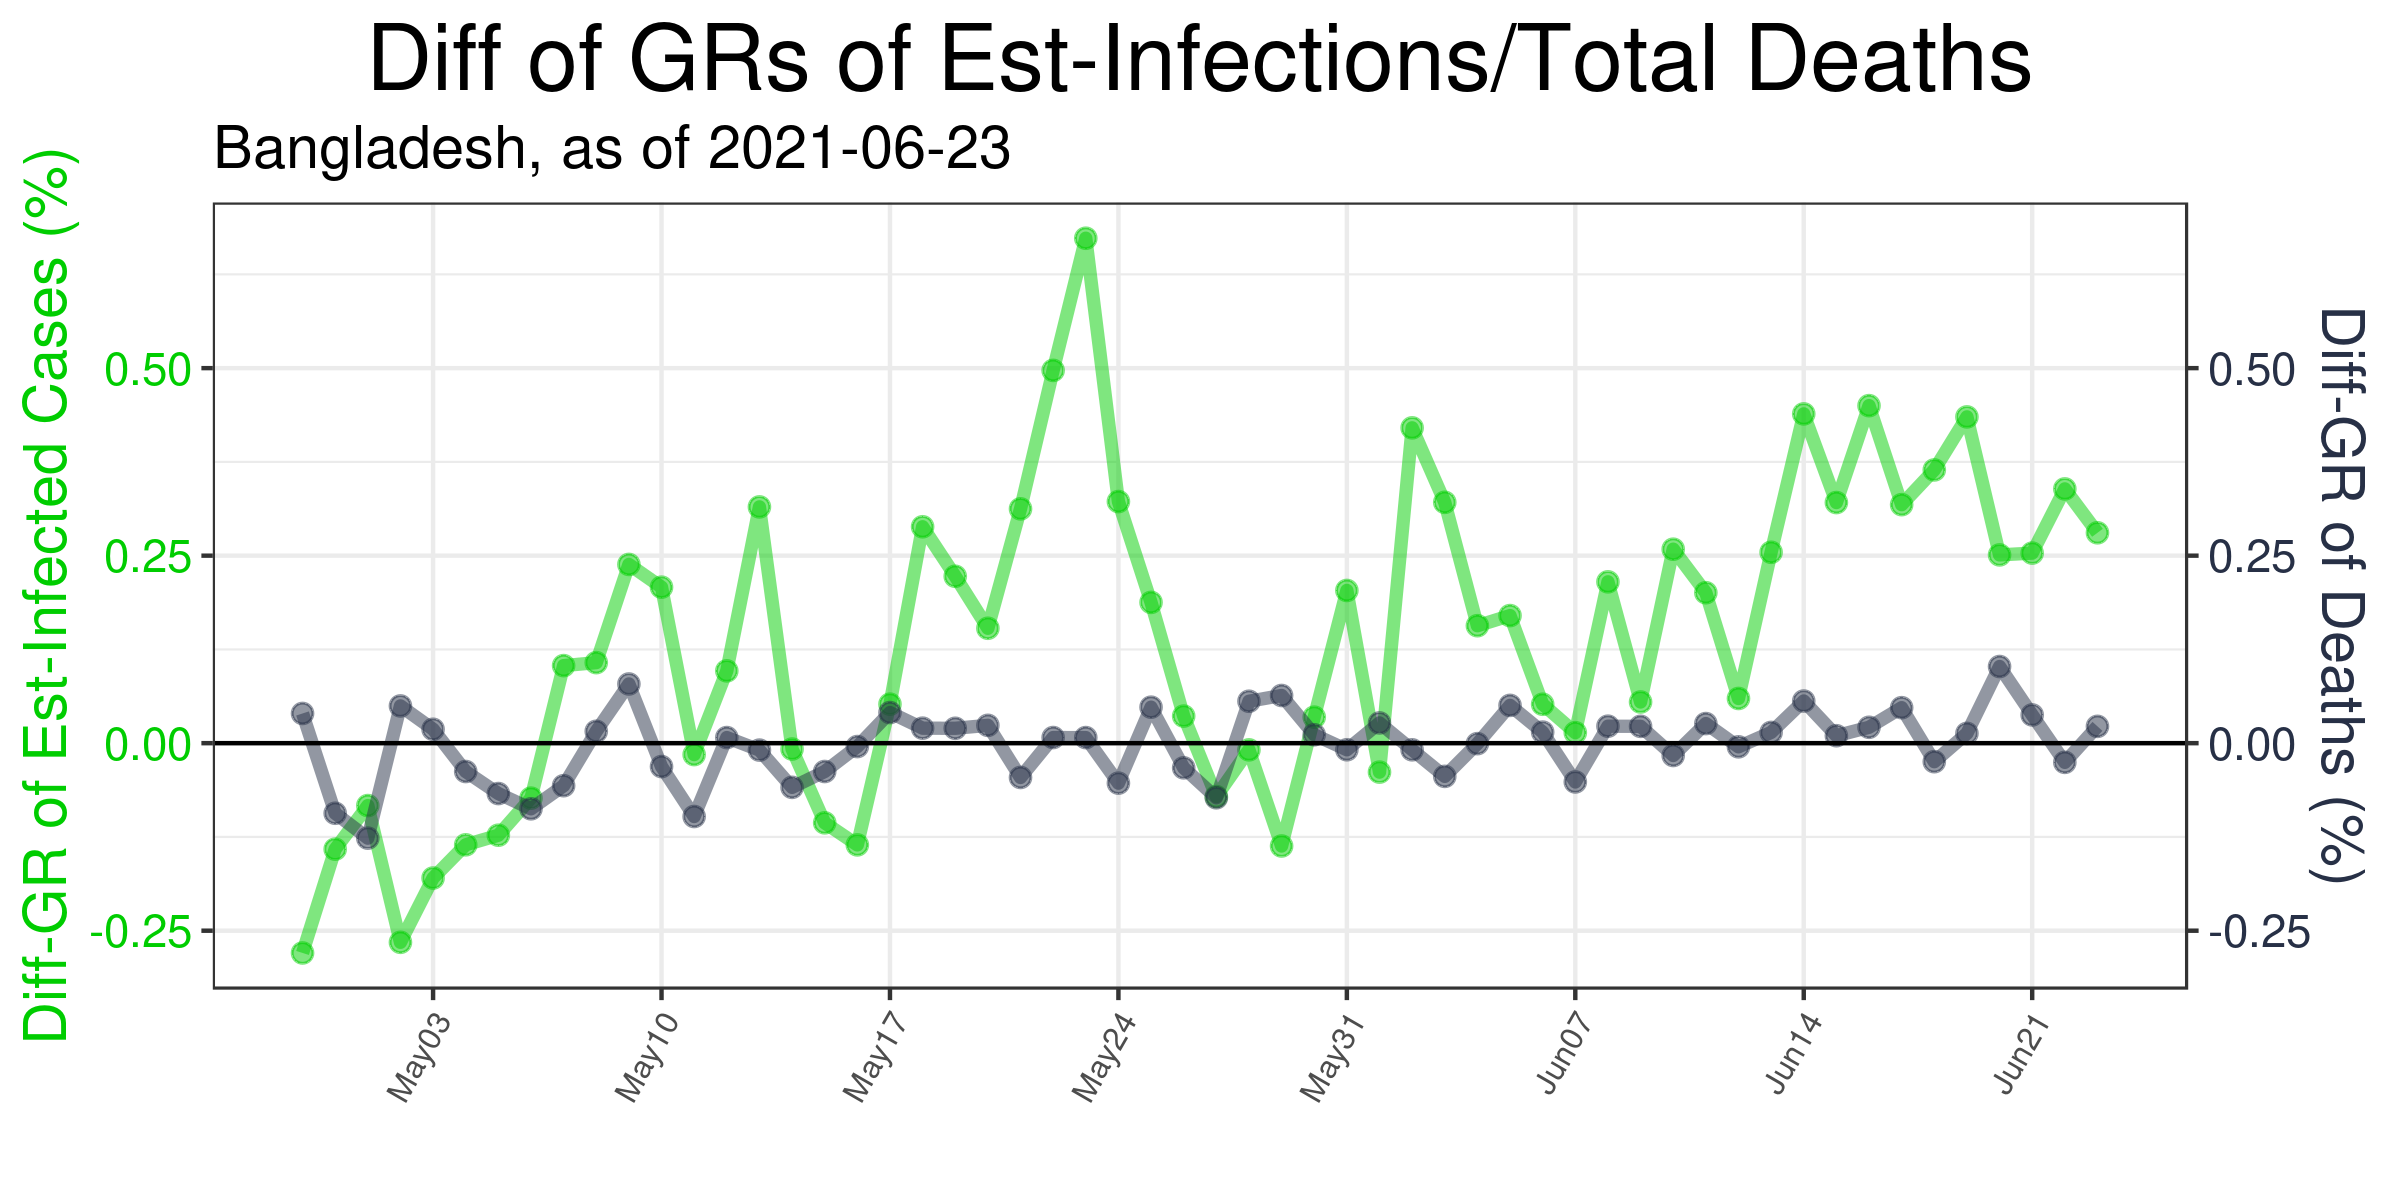 Diff of GRs of Est-Infections/Total Deaths
Bangladesh, as of 2021-06-23
Diff-GR of Est-Infected Cases (%)
0.50
0.25
0.00
-0.25
0.50
0.25
0.00
-0.25
Diff-GR of Deaths (%)
May03
May10
May17
May24
May31
Jun07
Jun14
Jun21